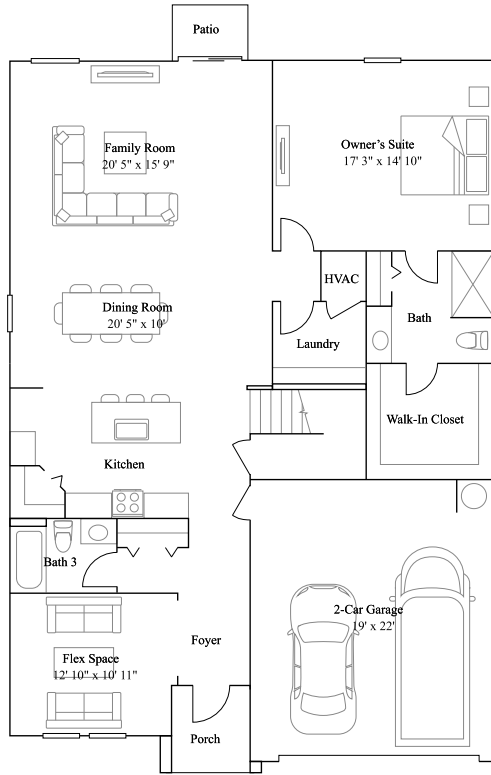 Patio
Family Room
20' 5" x 15' 9"
Owner's Suite
17' 3" x 14' 10"
HVAC
Dining Room
20' 5" x 10'
Bath
Laundry
Walk-In Closet
Kitchen
Bath 3
2-Car Garage
19' x 22'
Foyer
Flex Space
12' 10" x 10' 11"
Porch